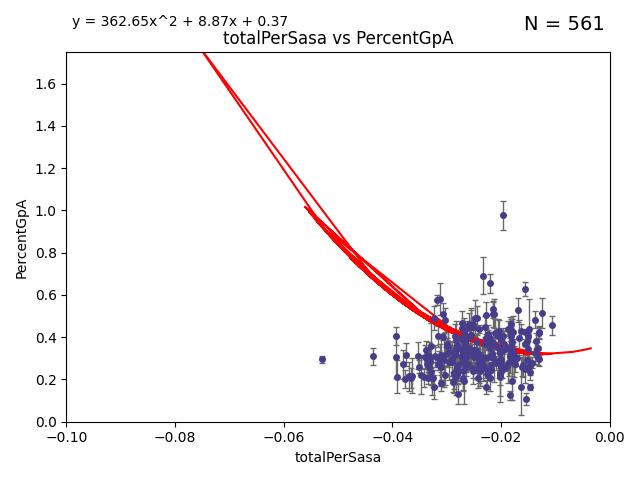 y = 362.65x^2 + 8.87x + 0.37
N = 561
totalPerSasa vs PercentGpA
PercentGpA
1.6
1.4
1.2
1.0
0.8
0.6
0.4
0.2
0.0
−0.10 −0.08 −0.06 −0.04 −0.02 0.00
totalPerSasa